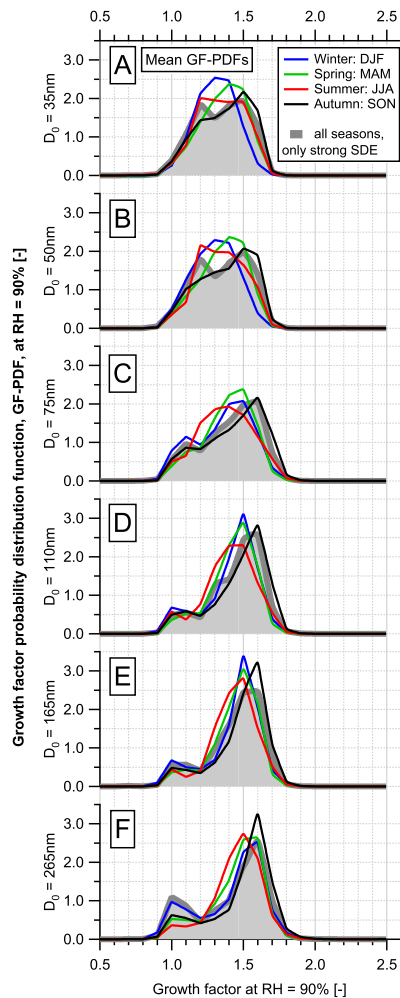 0.5 1.0 1.5 2.0 2.5
A
Mean GF-PDFs
Winter: DJF
Spring: MAM
Summer: JJA
Autumn: SON
all seasons,
only strong SDE
3.0
2.0
1.0
0.0
D₀ = 35nm
B
3.0
2.0
1.0
0.0
D₀ = 50nm
C
3.0
2.0
1.0
0.0
D₀ = 75nm
D
3.0
2.0
1.0
0.0
D₀ = 110nm
E
3.0
2.0
1.0
0.0
D₀ = 165nm
F
3.0
2.0
1.0
0.0
D₀ = 265nm
Growth factor probability distribution function, GF-PDF, at RH = 90% [-]
0.5 1.0 1.5 2.0 2.5
Growth factor at RH = 90% [-]